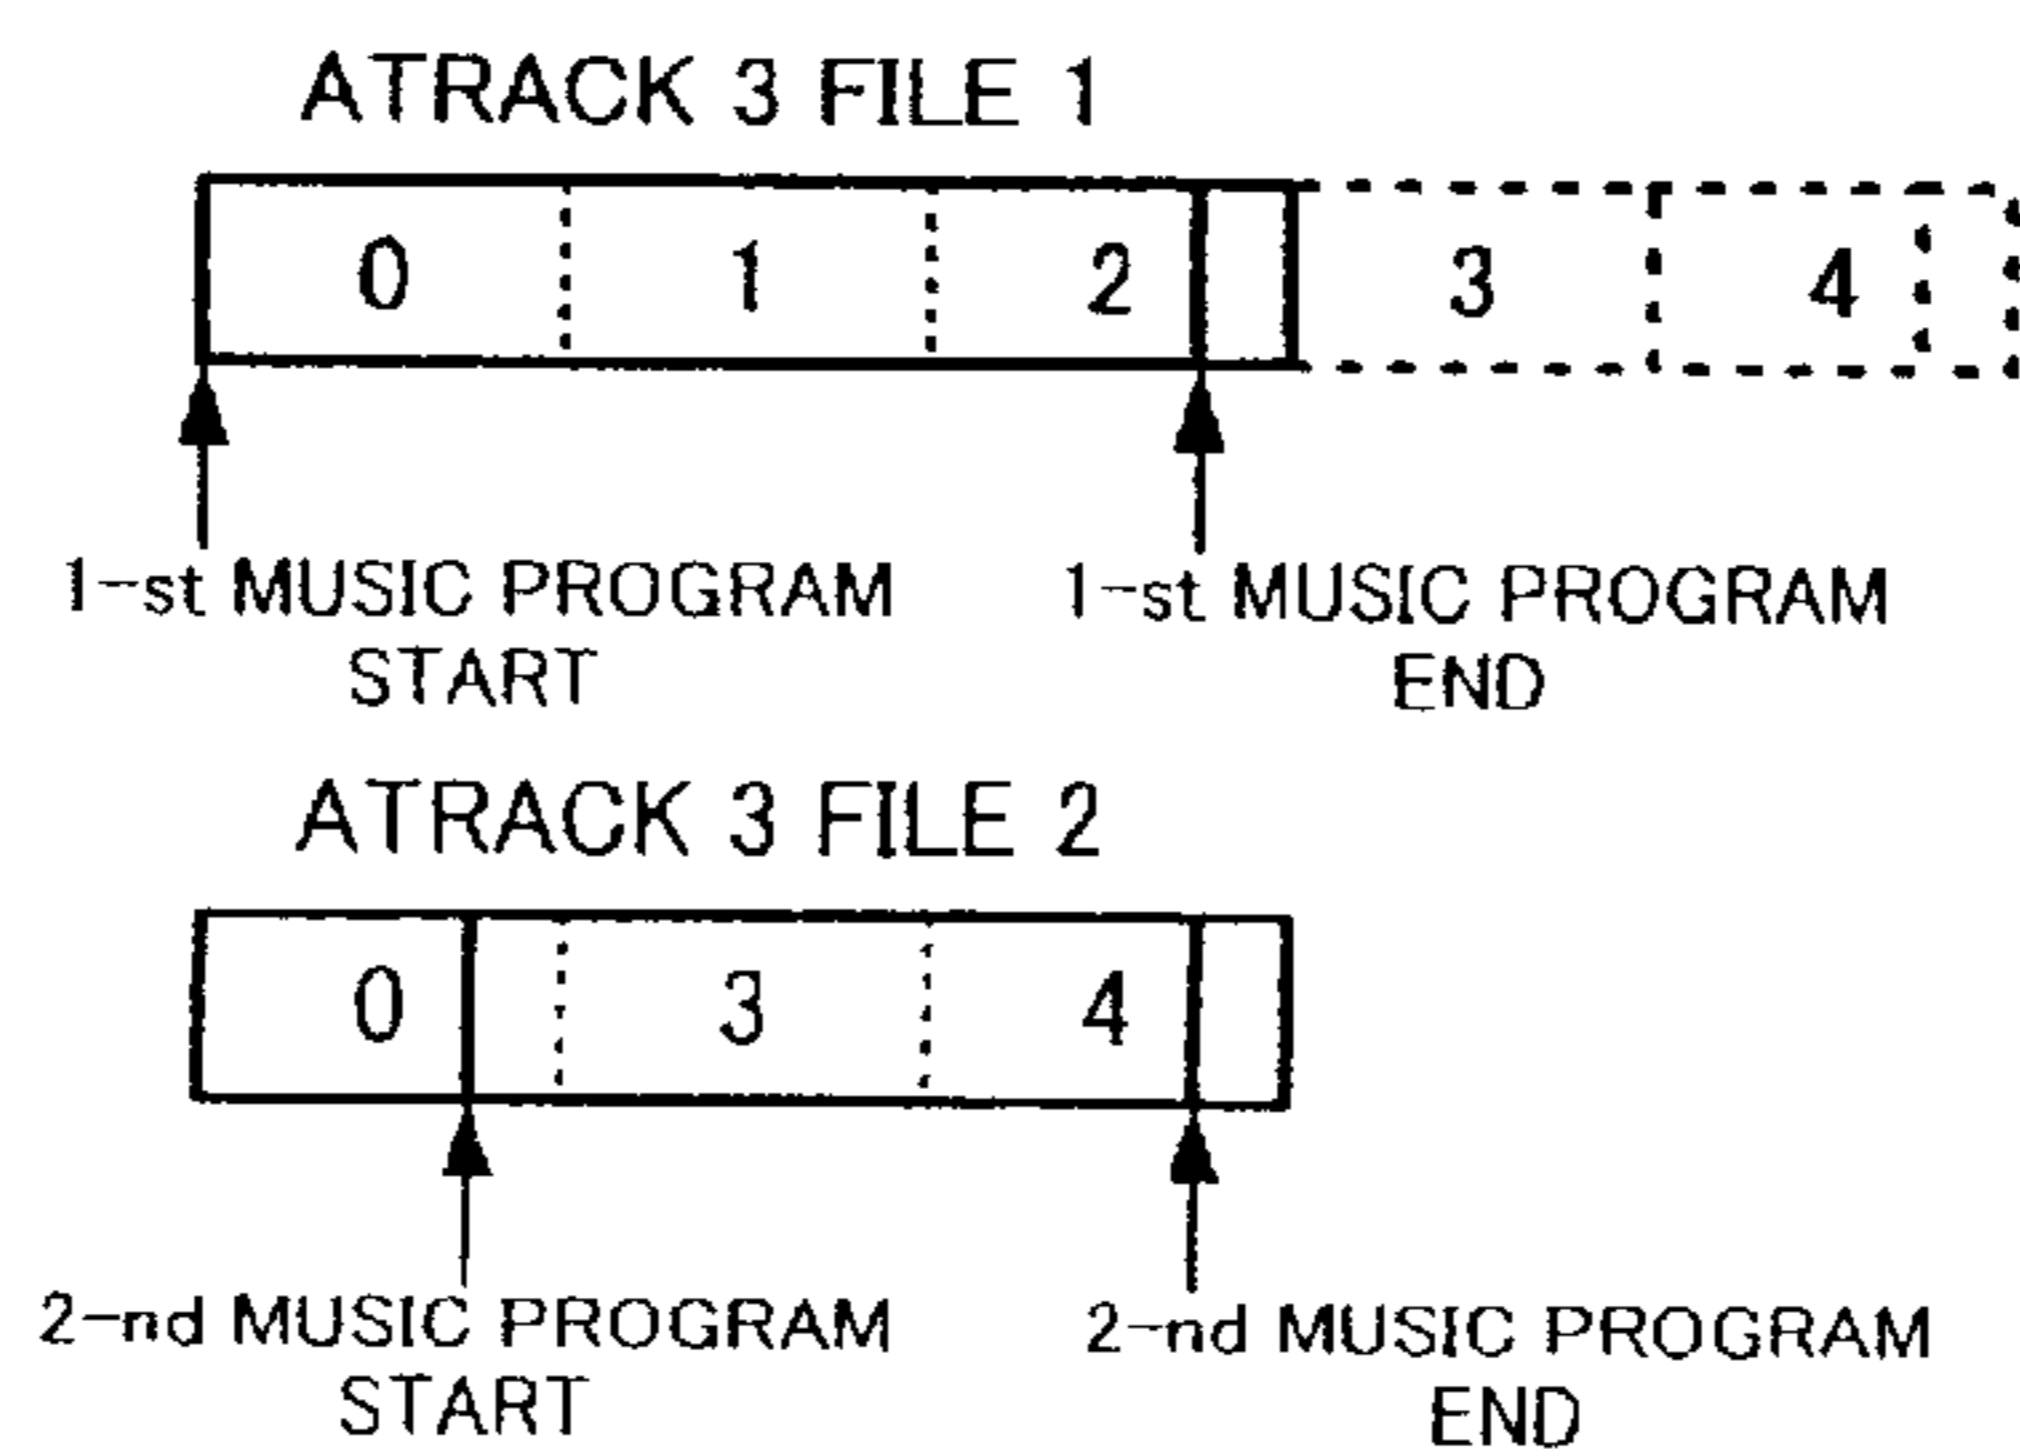 ATRACK 3 FILE 1
0 1 2 3 4
1-st MUSIC PROGRAM START
1-st MUSIC PROGRAM END
ATRACK 3 FILE 2
0 3 4
2-nd MUSIC PROGRAM START
2-nd MUSIC PROGRAM END